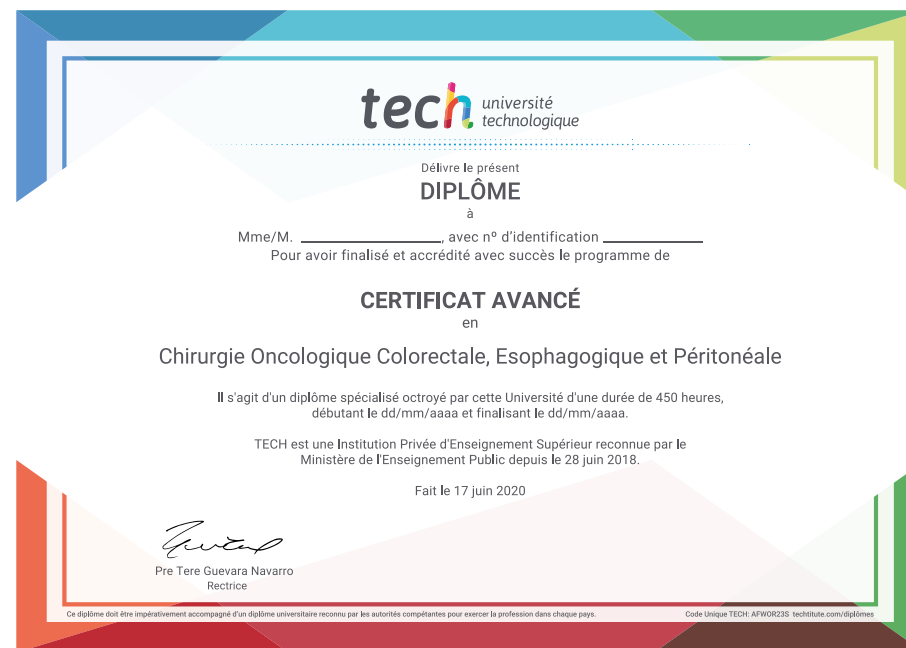 tech université
technologique
Délivre le présent
DIPLÔME
à
Mme/M. ____________________, avec nº d'identification ______________
Pour avoir finalisé et accrédité avec succès le programme de
CERTIFICAT AVANCÉ
en
Chirurgie Oncologique Colorectale, Esophagogique et Péritonéale
Il s'agit d'un diplôme spécialisé octroyé par cette Université d'une durée de 450 heures,
débutant le dd/mm/aaaa et finalisant le dd/mm/aaaa.
TECH est une Institution Privée d'Enseignement Supérieur reconnue par le
Ministère de l'Enseignement Public depuis le 28 juin 2018.
Fait le 17 juin 2020
Pre Tere Guevara Navarro
Rectrice
Ce diplôme doit être impérativement accompagné d'un diplôme universitaire reconnu par les autorités compétentes pour exercer la profession dans chaque pays.
Code Unique TECH: AFWOR23S techtitute.com/diplômes